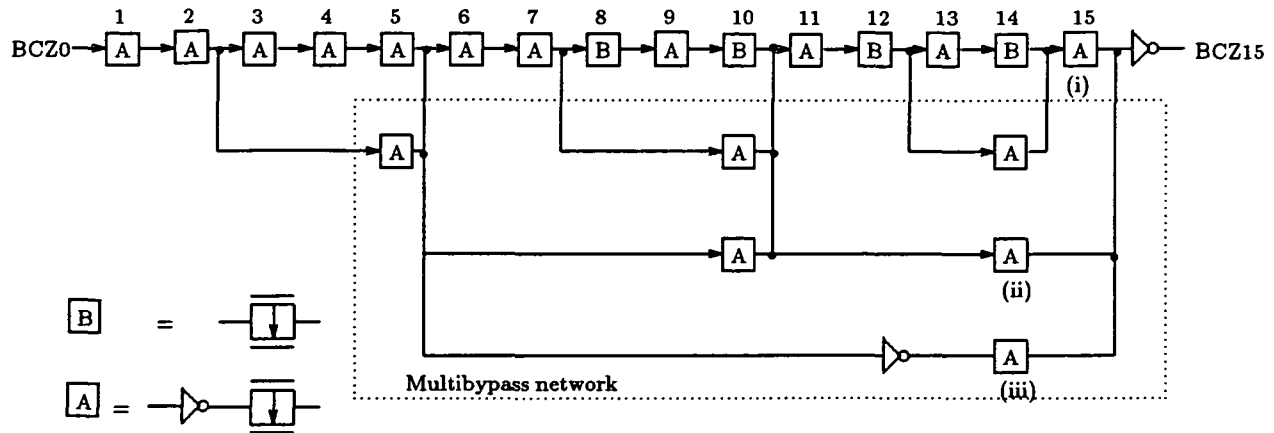 1 2 3 4 5 6 7 8 9 10 11 12 13 14 15
BCZ0 A A A A A A A B A B A B A B A BCZ15
(i)
A A A
A A
(ii)
B =
A
Multibypass network
(iii)
A =